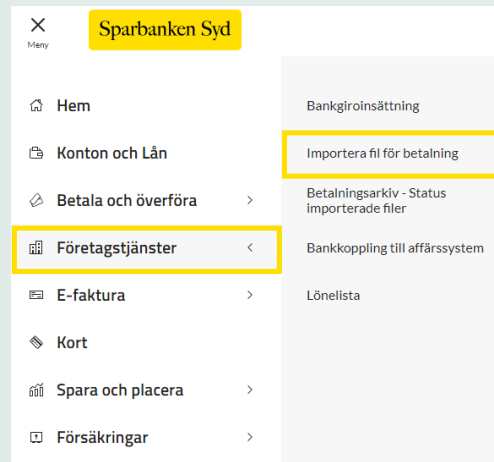 Meny
Sparbanken Syd
Hem
Konton och Lån
Betala och överföra
Företagstjänster
E-faktura
Kort
Spara och placera
Försäkringar
Bankgiroinsättning
Importera fil för betalning
Betalningsarkiv - Status
importerade filer
Bankkoppling till affärssystem
Lönelista